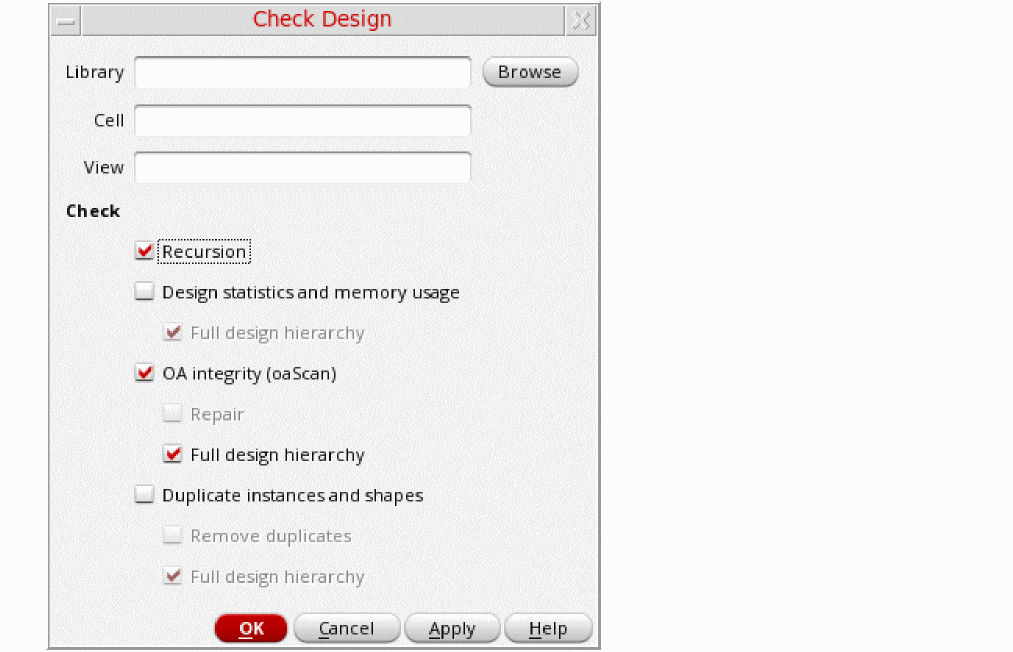 Check Design
Library Browse
Cell
View
Check
Recursion
Design statistics and memory usage
Full design hierarchy
OA integrity (oaScan)
Repair
Full design hierarchy
Duplicate instances and shapes
Remove duplicates
Full design hierarchy
OK Cancel Apply Help